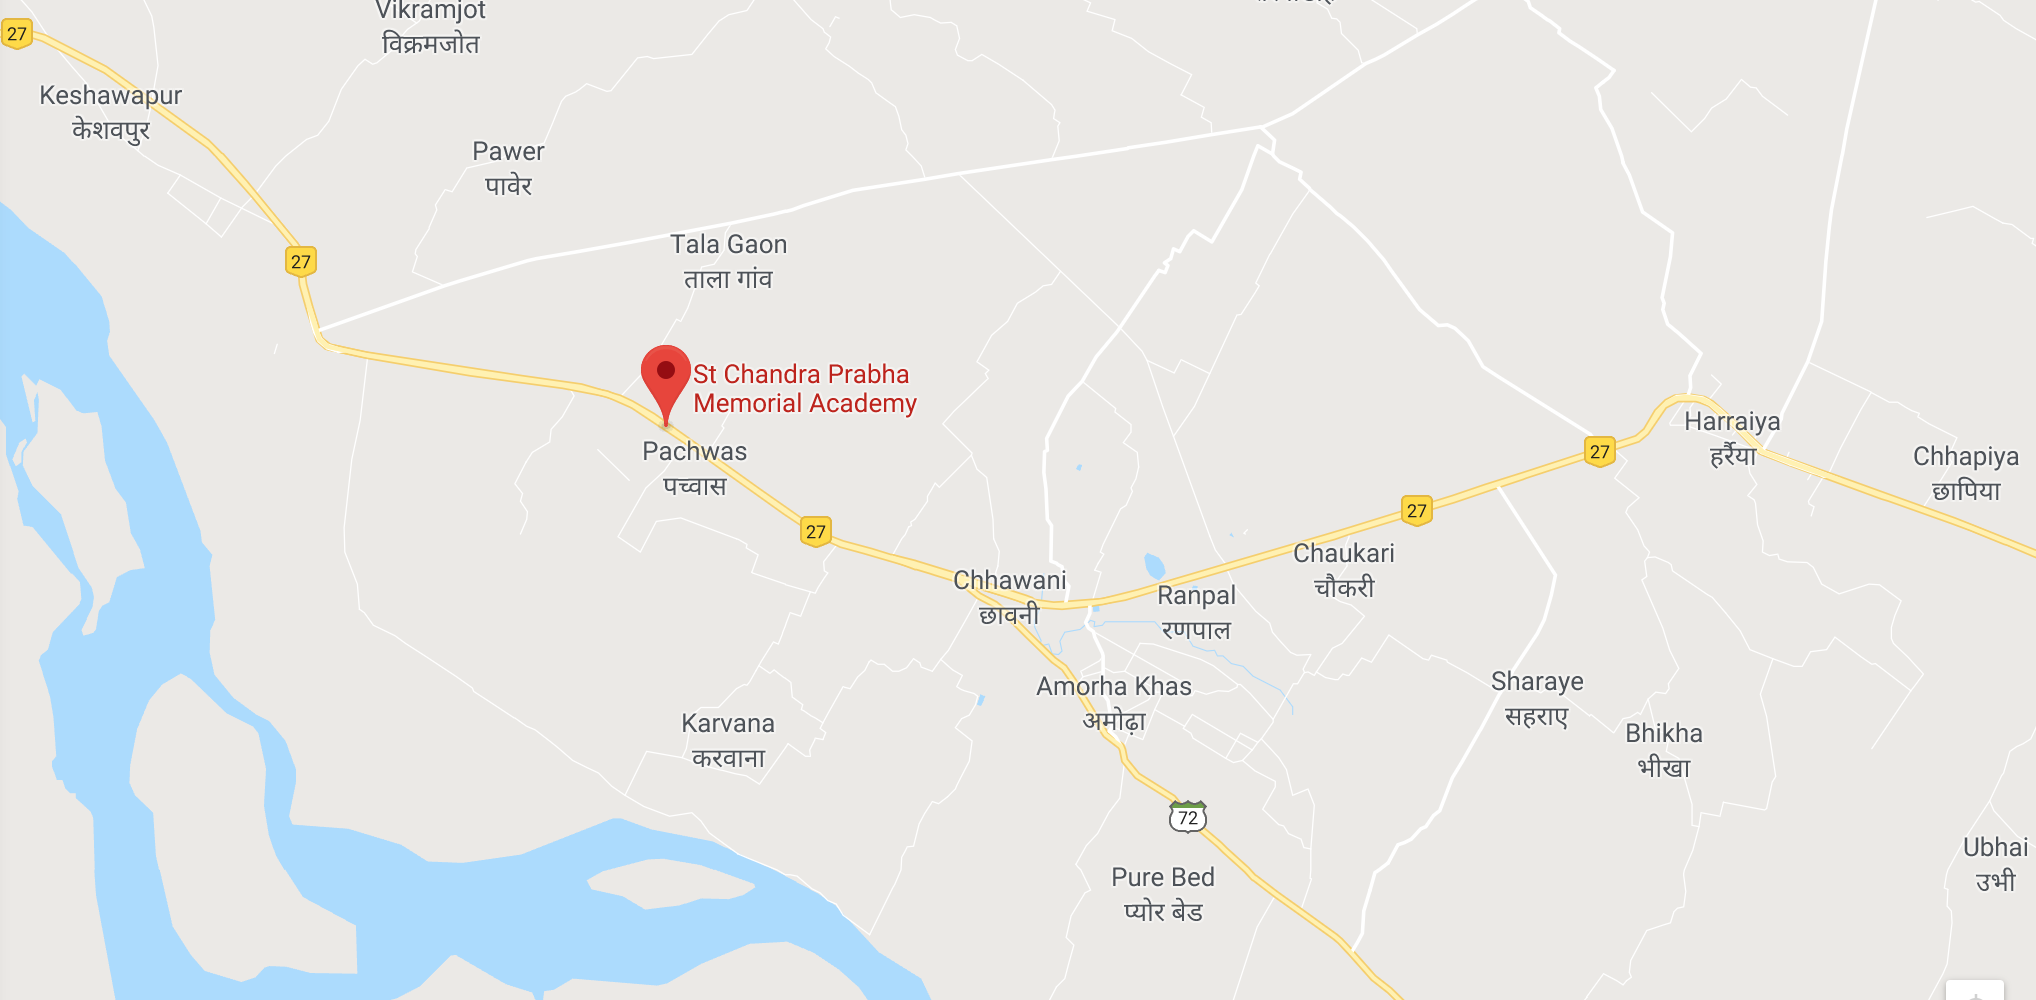 Vikramjot
विक्रमजोत
27
Keshawapur
केशवपुर
Pawer
पावेर
Tala Gaon
ताला गांव
27
St Chandra Prabha
Memorial Academy
Pachwas
पच्वास
27
Harraiya
हर्रैया
27
Chhapiya
छापिया
27
Chaukari
चौकरी
Chhawani
छावनी
Ranpal
रणपाल
Amorha Khas
अमोढ़ा
Sharaye
सहराए
Karvana
करवाना
Bhikha
भीखा
72
Ubhai
उभी
Pure Bed
प्योर बेड